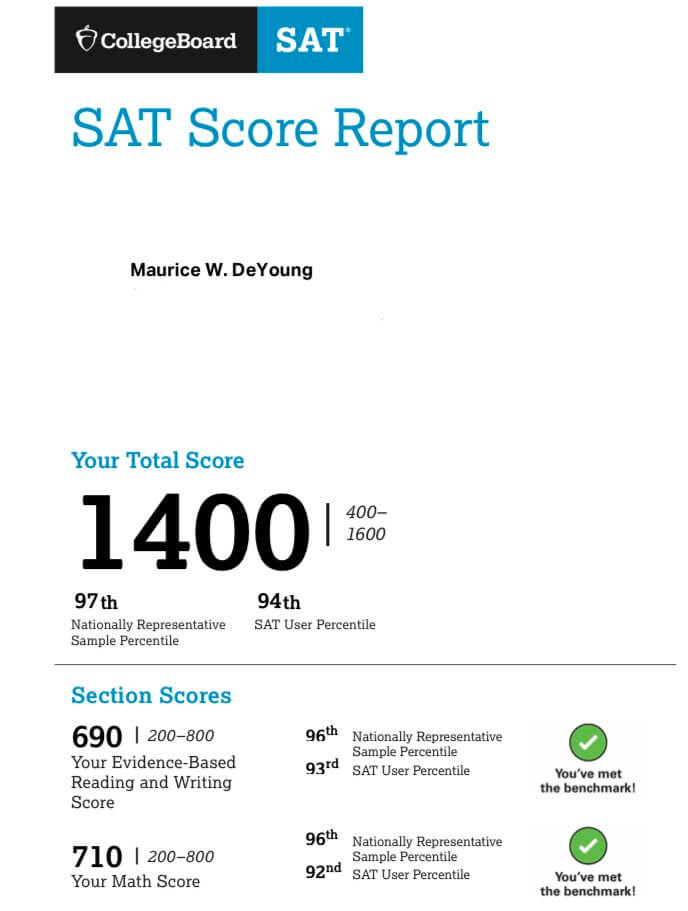 CollegeBoard SAT®
SAT Score Report
Maurice W. DeYoung
Your Total Score
1400 | 400–
1600
97th 94th
Nationally Representative SAT User Percentile
Sample Percentile
Section Scores
690 | 200–800
Your Evidence-Based
Reading and Writing
Score
96th Nationally Representative
Sample Percentile
93rd SAT User Percentile
You've met
the benchmark!
710 | 200–800
Your Math Score
96th Nationally Representative
Sample Percentile
92nd SAT User Percentile
You've met
the benchmark!